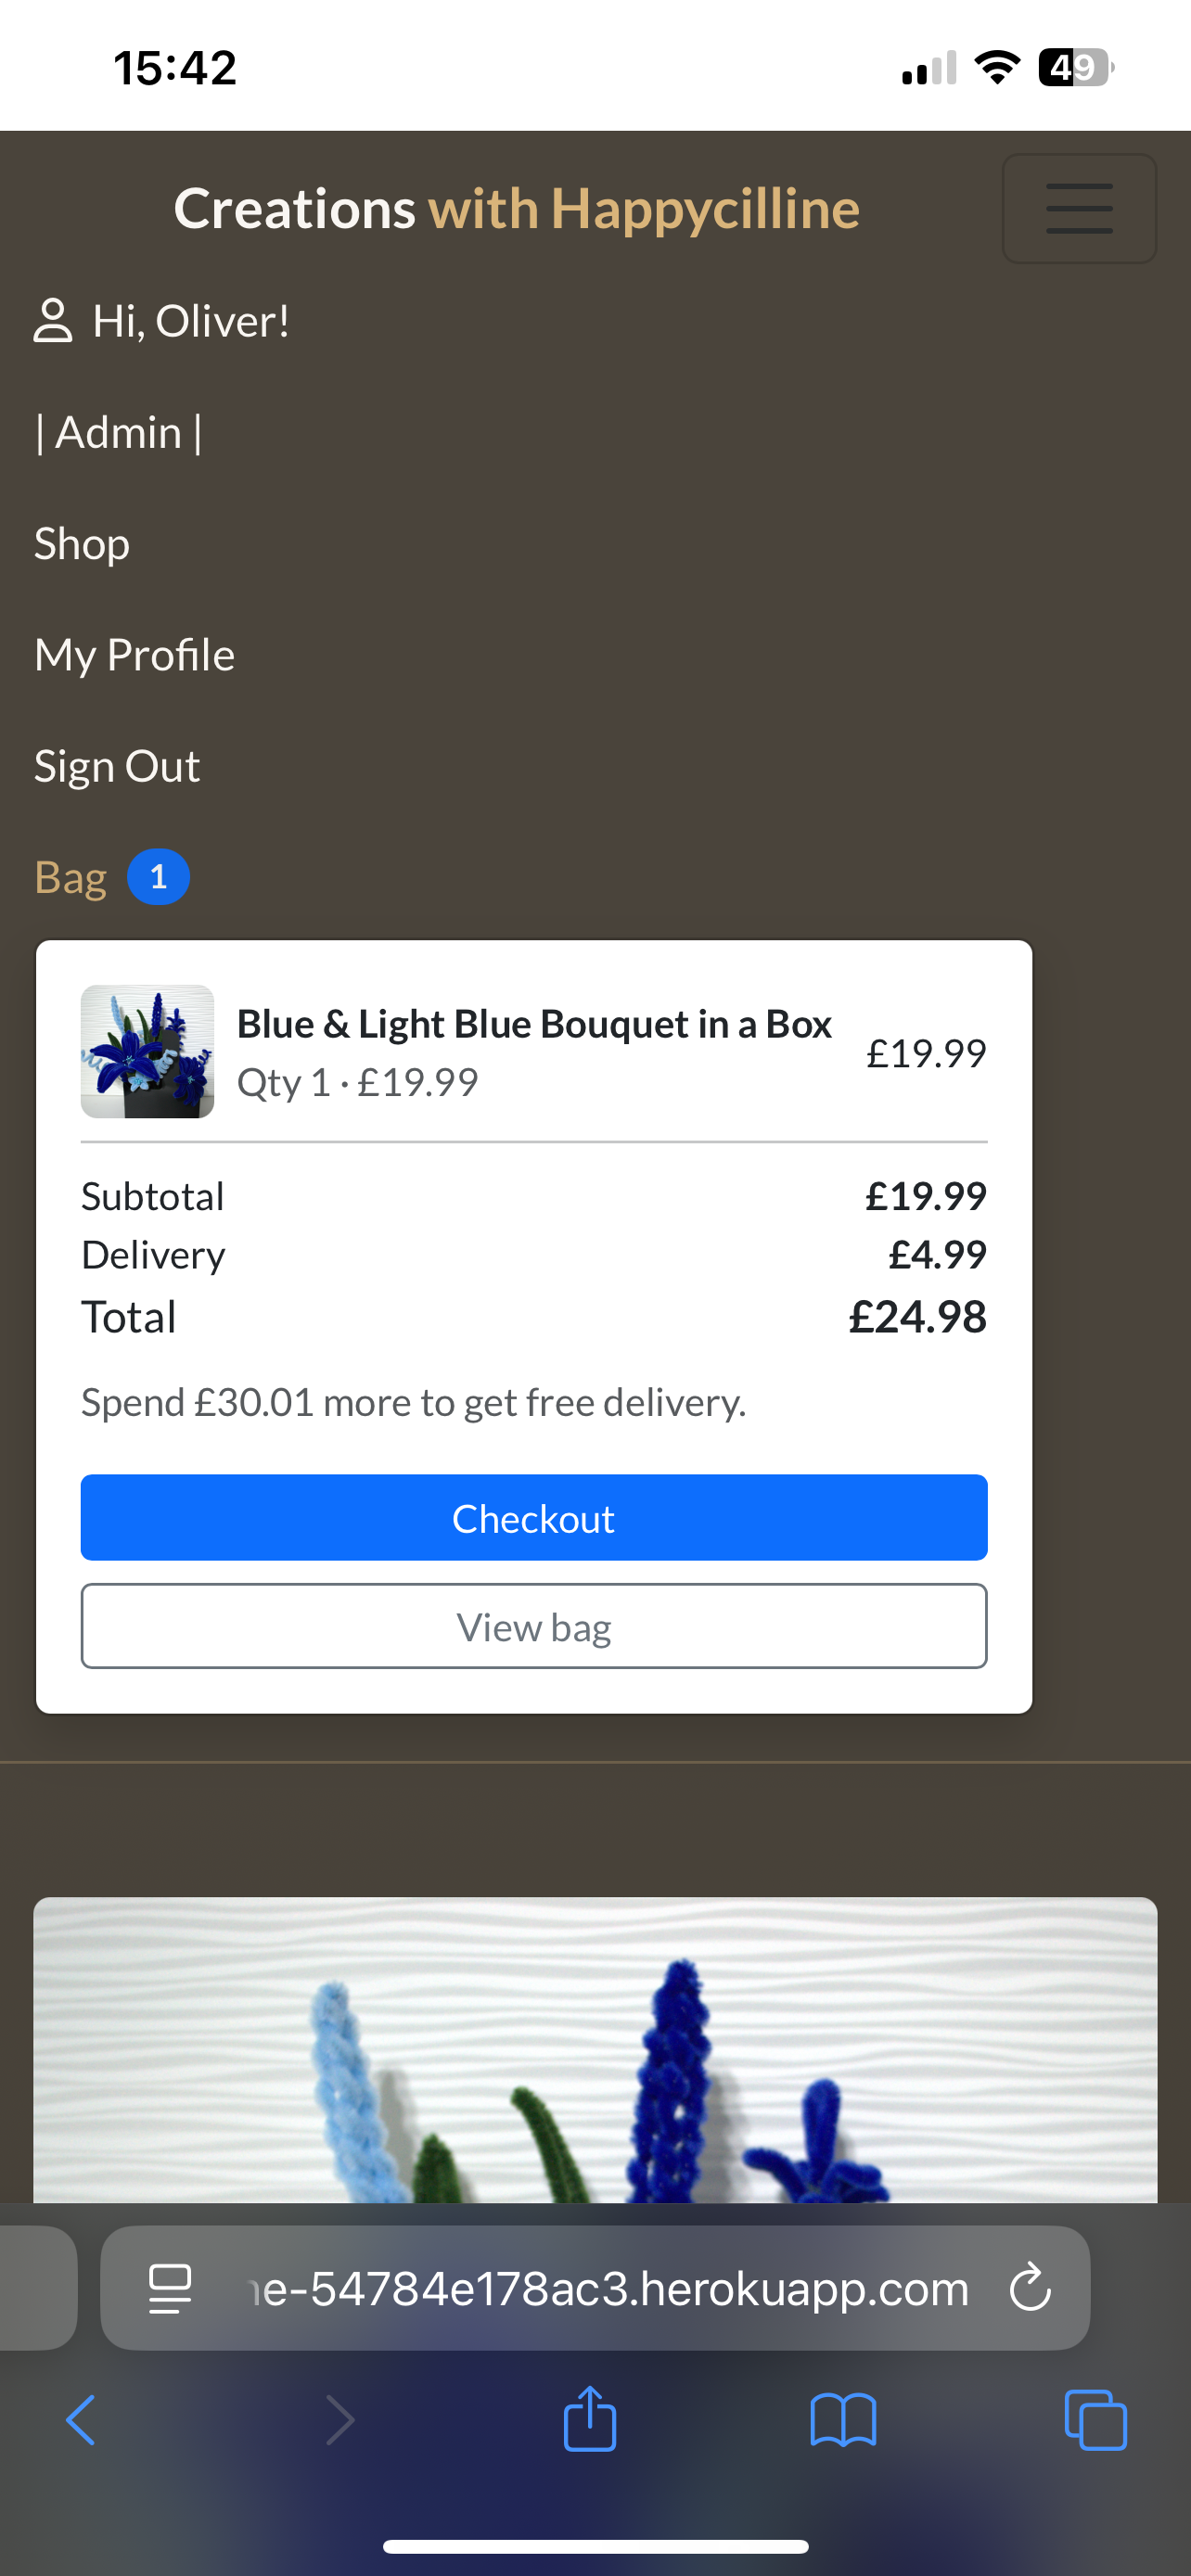 15:42
49
Creations with Happycilline
Hi, Oliver!
| Admin |
Shop
My Profile
Sign Out
Bag 1
Blue & Light Blue Bouquet in a Box
Qty 1 · £19.99
£19.99
Subtotal £19.99
Delivery £4.99
Total £24.98
Spend £30.01 more to get free delivery.
Checkout
View bag
e-54784e178ac3.herokuapp.com